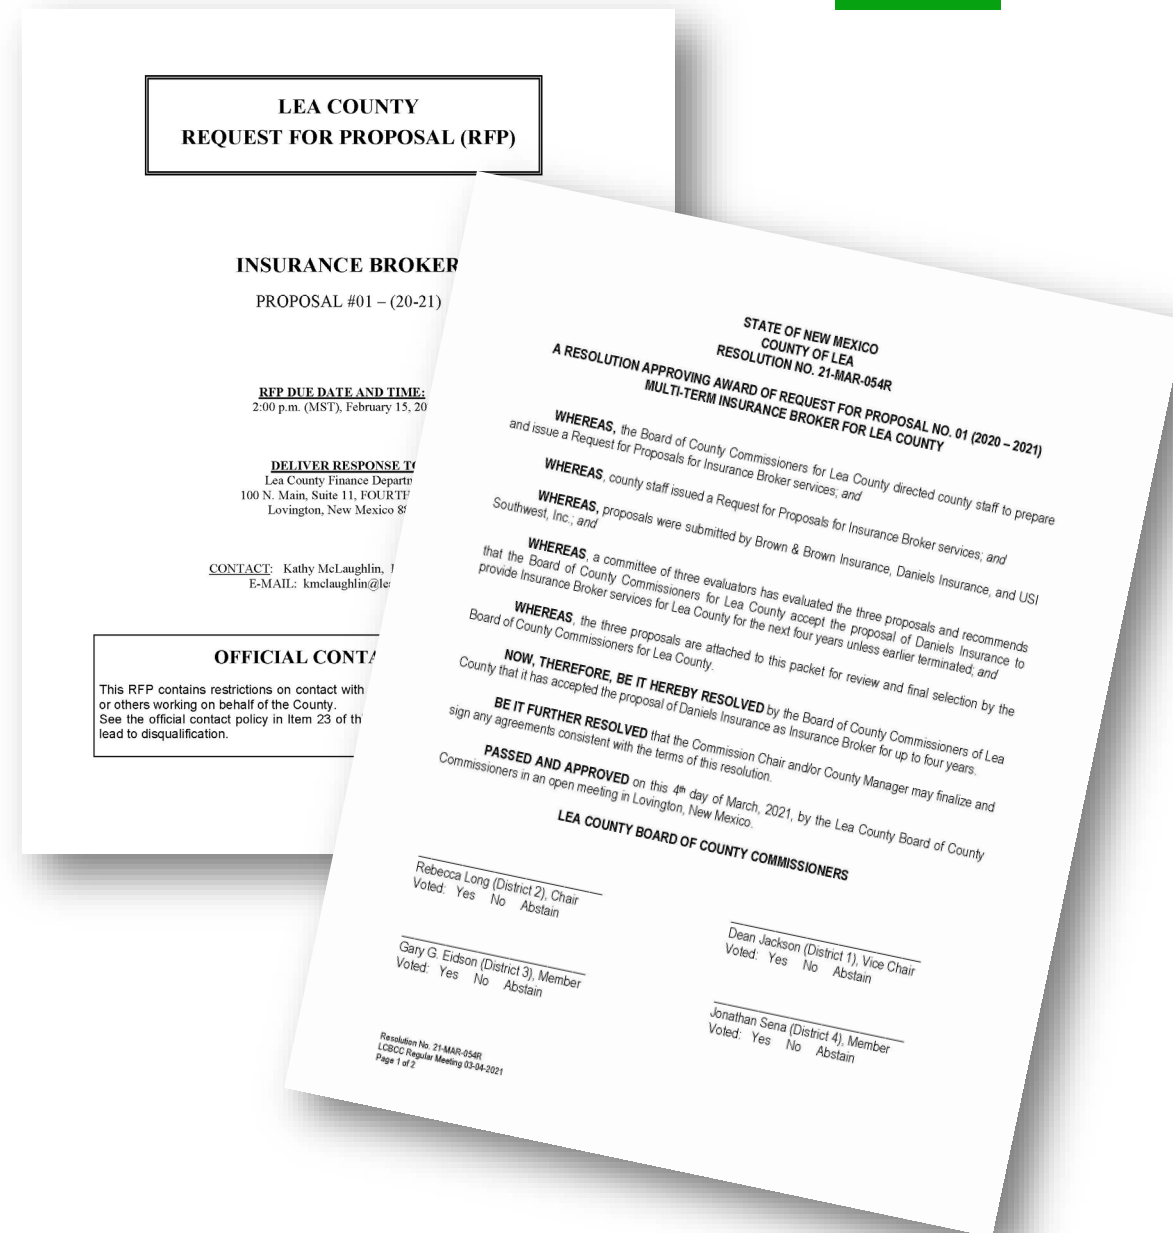 LEA COUNTY
REQUEST FOR PROPOSAL (RFP)
INSURANCE BROKER
PROPOSAL #01 – (20-21)
RFP DUE DATE AND TIME:
2:00 p.m. (MST), February 15, 20
DELIVER RESPONSE TO
Lea County Finance Departm
100 N. Main, Suite 11, FOURTH
Lovington, New Mexico 88
CONTACT: Kathy McLaughlin,
E-MAIL: kmclaughlin@le
OFFICIAL CONTA
This RFP contains restrictions on contact with
or others working on behalf of the County.
See the official contact policy in Item 23 of th
lead to disqualification.
STATE OF NEW MEXICO
COUNTY OF LEA
RESOLUTION NO. 21-MAR-054R
A RESOLUTION APPROVING AWARD OF REQUEST FOR PROPOSAL NO. 01 (2020 – 2021)
MULTI-TERM INSURANCE BROKER FOR LEA COUNTY
WHEREAS, the Board of County Commissioners for Lea County directed county staff to prepare
and issue a Request for Proposals for Insurance Broker services; and
WHEREAS, county staff issued a Request for Proposals for Insurance Broker services; and
WHEREAS, proposals were submitted by Brown & Brown Insurance, Daniels Insurance, and USI
Southwest, Inc.; and
WHEREAS, a committee of three evaluators has evaluated the three proposals and recommends
that the Board of County Commissioners for Lea County accept the proposal of Daniels Insurance to
provide Insurance Broker services for Lea County for the next four years unless earlier terminated; and
WHEREAS, the three proposals are attached to this packet for review and final selection by the
Board of County Commissioners for Lea County.
NOW, THEREFORE, BE IT HEREBY RESOLVED by the Board of County Commissioners of Lea
County that it has accepted the proposal of Daniels Insurance as Insurance Broker for up to four years.
BE IT FURTHER RESOLVED that the Commission Chair and/or County Manager may finalize and
sign any agreements consistent with the terms of this resolution.
PASSED AND APPROVED on this 4th day of March, 2021, by the Lea County Board of County
Commissioners in an open meeting in Lovington, New Mexico.
LEA COUNTY BOARD OF COUNTY COMMISSIONERS
Rebecca Long (District 2), Chair
Voted: Yes No Abstain
Dean Jackson (District 1), Vice Chair
Voted: Yes No Abstain
Gary G. Eidson (District 3), Member
Voted: Yes No Abstain
Jonathan Sena (District 4), Member
Voted: Yes No Abstain
Resolution No. 21-MAR-054R
LCBCC Regular Meeting 03-04-2021
Page 1 of 2